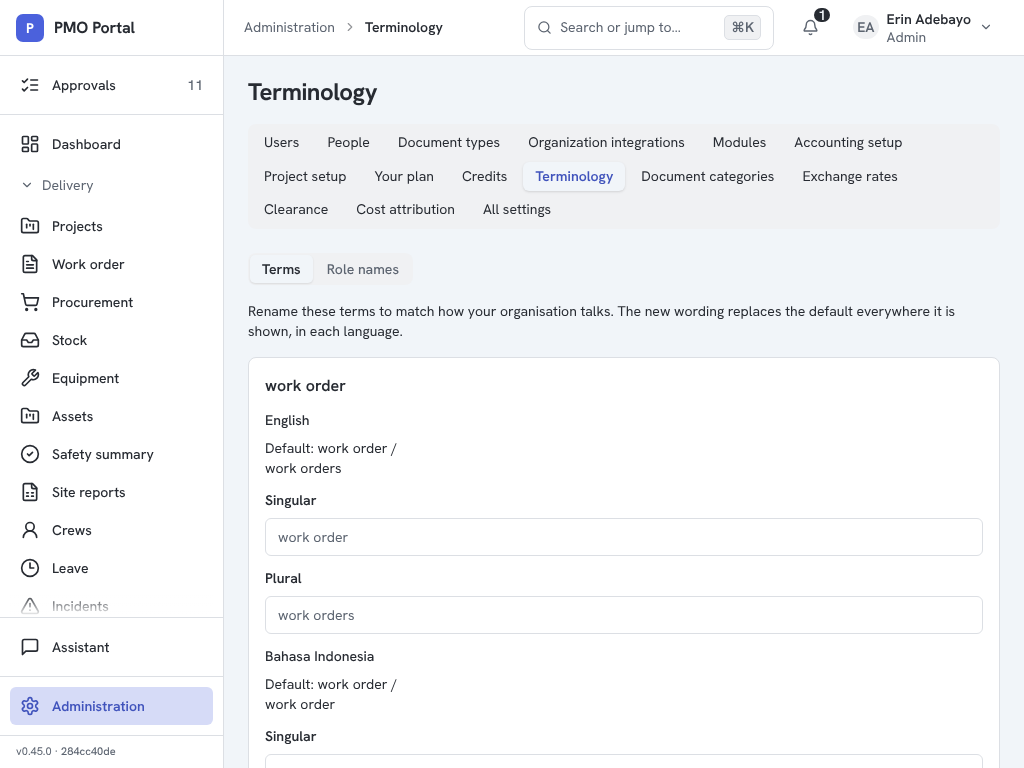 P PMO Portal
Administration > Terminology
Search or jump to... ⌘K
1
EA Erin Adebayo
Admin
Approvals 11
Dashboard
Delivery
Projects
Work order
Procurement
Stock
Equipment
Assets
Safety summary
Site reports
Crews
Leave
Incidents
Assistant
Administration
v0.45.0 · 284cc40de
Terminology
Users People Document types Organization integrations Modules Accounting setup
Project setup Your plan Credits Terminology Document categories Exchange rates
Clearance Cost attribution All settings
Terms Role names
Rename these terms to match how your organisation talks. The new wording replaces the default everywhere it is
shown, in each language.
work order
English
Default: work order /
work orders
Singular
work order
Plural
work orders
Bahasa Indonesia
Default: work order /
work order
Singular